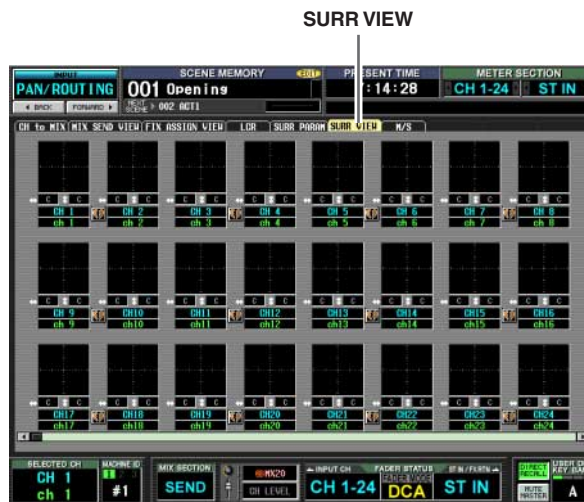 SURR VIEW
INPUT SCENE MEMORY EDIT PRESENT TIME METER SECTION
PAN/ROUTING 001 Opening :14:28 CH 1-24 ST IN
BACK FORWARD NEXT SCENE 002 ACT1
CH to MIX MIX SEND VIEW FIX ASSIGN VIEW LCR SURR PARAM SURR VIEW M/S
C C C C C C C C C C C C C C C C
CH 1 CH 2 CH 3 CH 4 CH 5 CH 6 CH 7 CH 8
ch 1 ch 2 ch 3 ch 4 ch 5 ch 6 ch 7 ch 8
C C C C C C C C C C C C C C C C
CH 9 CH10 CH11 CH12 CH13 CH14 CH15 CH16
ch 9 ch10 ch11 ch12 ch13 ch14 ch15 ch16
C C C C C C C C C C C C C C C C
CH17 CH18 CH19 CH20 CH21 CH22 CH23 CH24
ch17 ch18 ch19 ch20 ch21 ch22 ch23 ch24
SELECTED CH MACHINE ID MIX SECTION INPUT CH FADER STATUS ST IN / FX RTN DIRECT RECALL USER D
CH 1 #1 SEND MIX20 CH 1-24 FADER MODE ST IN KEY BAN
ch 1 CH LEVEL DCA MUTE MASTER A